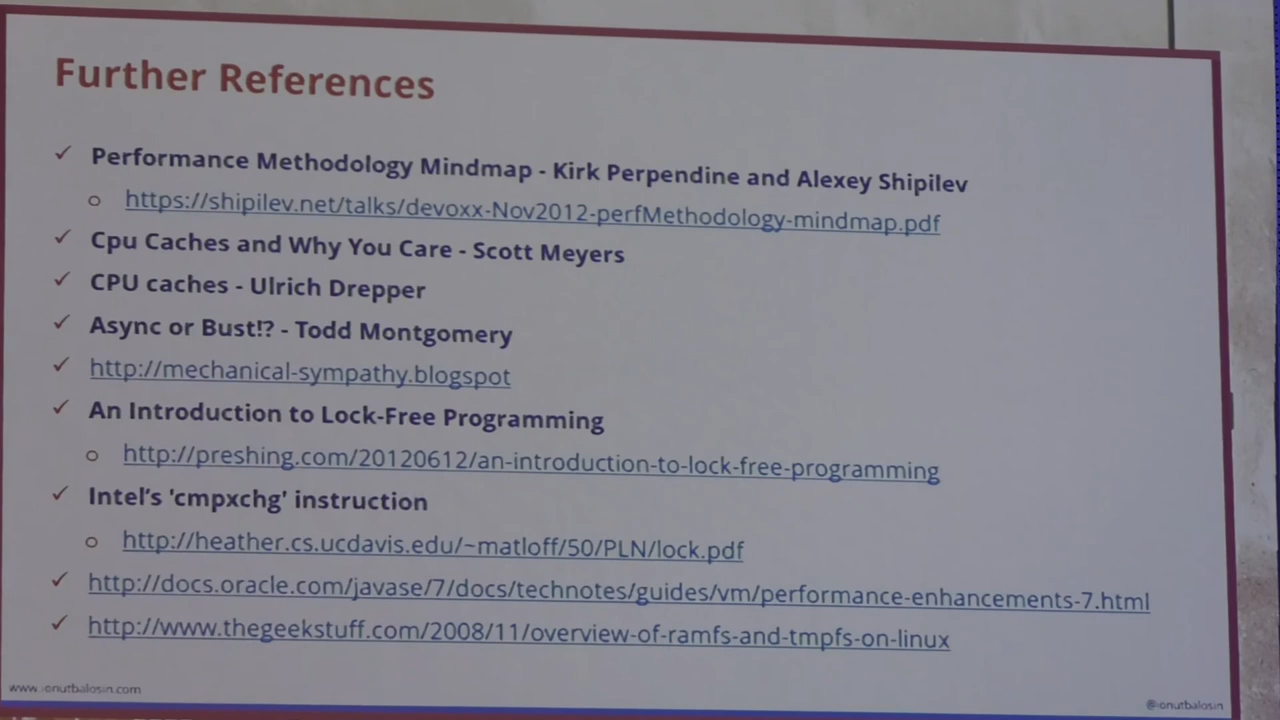 Further References
✓ Performance Methodology Mindmap - Kirk Perpendine and Alexey Shipilev
o https://shipilev.net/talks/devoxx-Nov2012-perfMethodology-mindmap.pdf
✓ Cpu Caches and Why You Care - Scott Meyers
✓ CPU caches - Ulrich Drepper
✓ Async or Bust!? - Todd Montgomery
✓ http://mechanical-sympathy.blogspot
✓ An Introduction to Lock-Free Programming
o http://preshing.com/20120612/an-introduction-to-lock-free-programming
✓ Intel’s 'cmpxchg' instruction
o http://heather.cs.ucdavis.edu/~matloff/50/PLN/lock.pdf
✓ http://docs.oracle.com/javase/7/docs/technotes/guides/vm/performance-enhancements-7.html
✓ http://www.thegeekstuff.com/2008/11/overview-of-ramfs-and-tmpfs-on-linux
www.ionutbalosin.com
@ionutbalosin